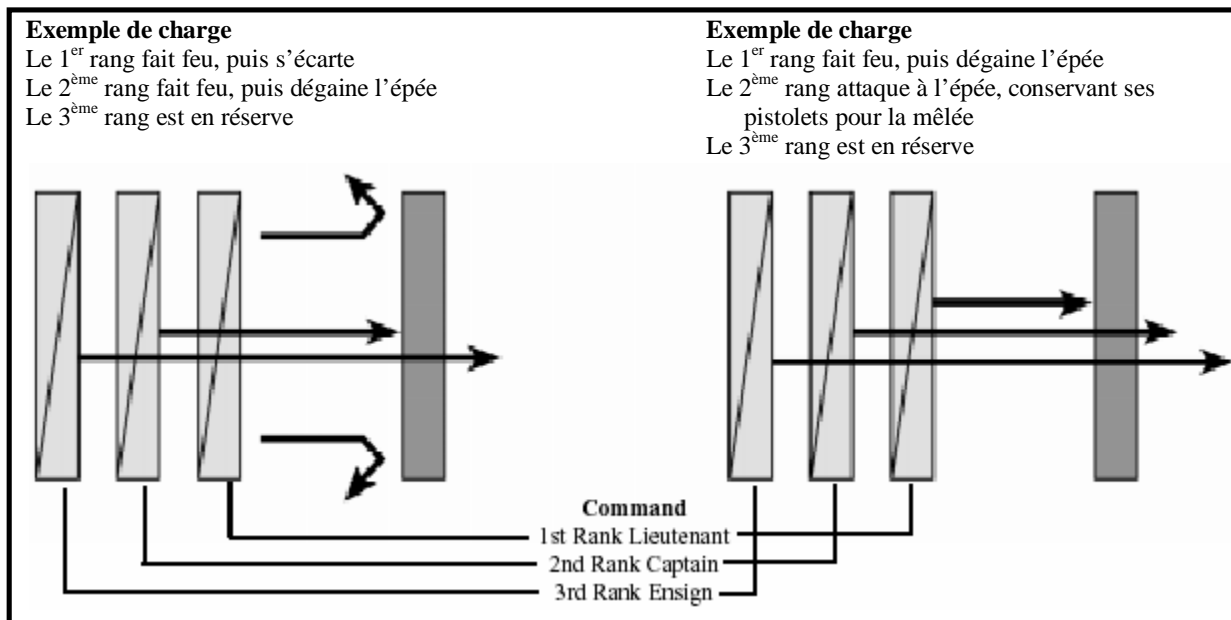 Exemple de charge
Le 1er rang fait feu, puis s’écarte
Le 2ème rang fait feu, puis dégaine l’épée
Le 3ème rang est en réserve
Exemple de charge
Le 1er rang fait feu, puis dégaine l’épée
Le 2ème rang attaque à l’épée, conservant ses
pistolets pour la mêlée
Le 3ème rang est en réserve
Command
1st Rank Lieutenant
2nd Rank Captain
3rd Rank Ensign